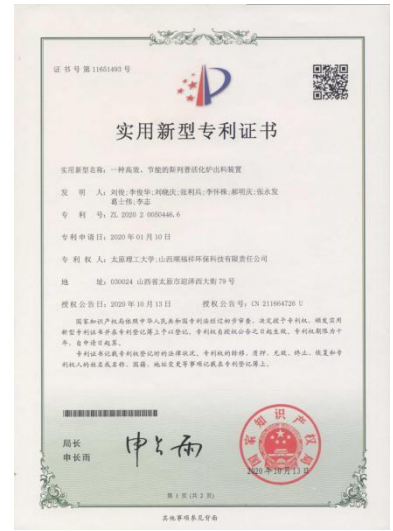 证书号第11651493号
实用新型专利证书
实用新型名称：一种高效、节能的斯列普活化炉出料装置
发 明 人：刘俊;李俊华;刘晓庆;张利兵;李怀珠;郝明庆;张永发
葛士伟;李志
专 利 号：ZL 2020 2 0050446.6
专利申请日：2020年01月10日
专 利 权 人：太原理工大学;山西顺福祥环保科技有限责任公司
地 址：030024 山西省太原市迎泽西大街79号
授权公告日：2020年10月13日 授权公告号：CN 211664726 U
国家知识产权局依照中华人民共和国专利法经过初步审查，决定授予专利权，颁发实用
新型专利证书并在专利登记簿上予以登记。专利权自授权公告之日起生效。专利权期限为十
年，自申请日起算。
专利证书记载专利权登记时的法律状况。专利权的转移、质押、无效、终止、恢复和专
利权人的姓名或名称、国籍、地址变更等事项记载在专利登记簿上。
局长
申长雨
申长雨
国家知识产权局
2020年10月13日
第 1 页 (共 2 页)
其他事项参见背面